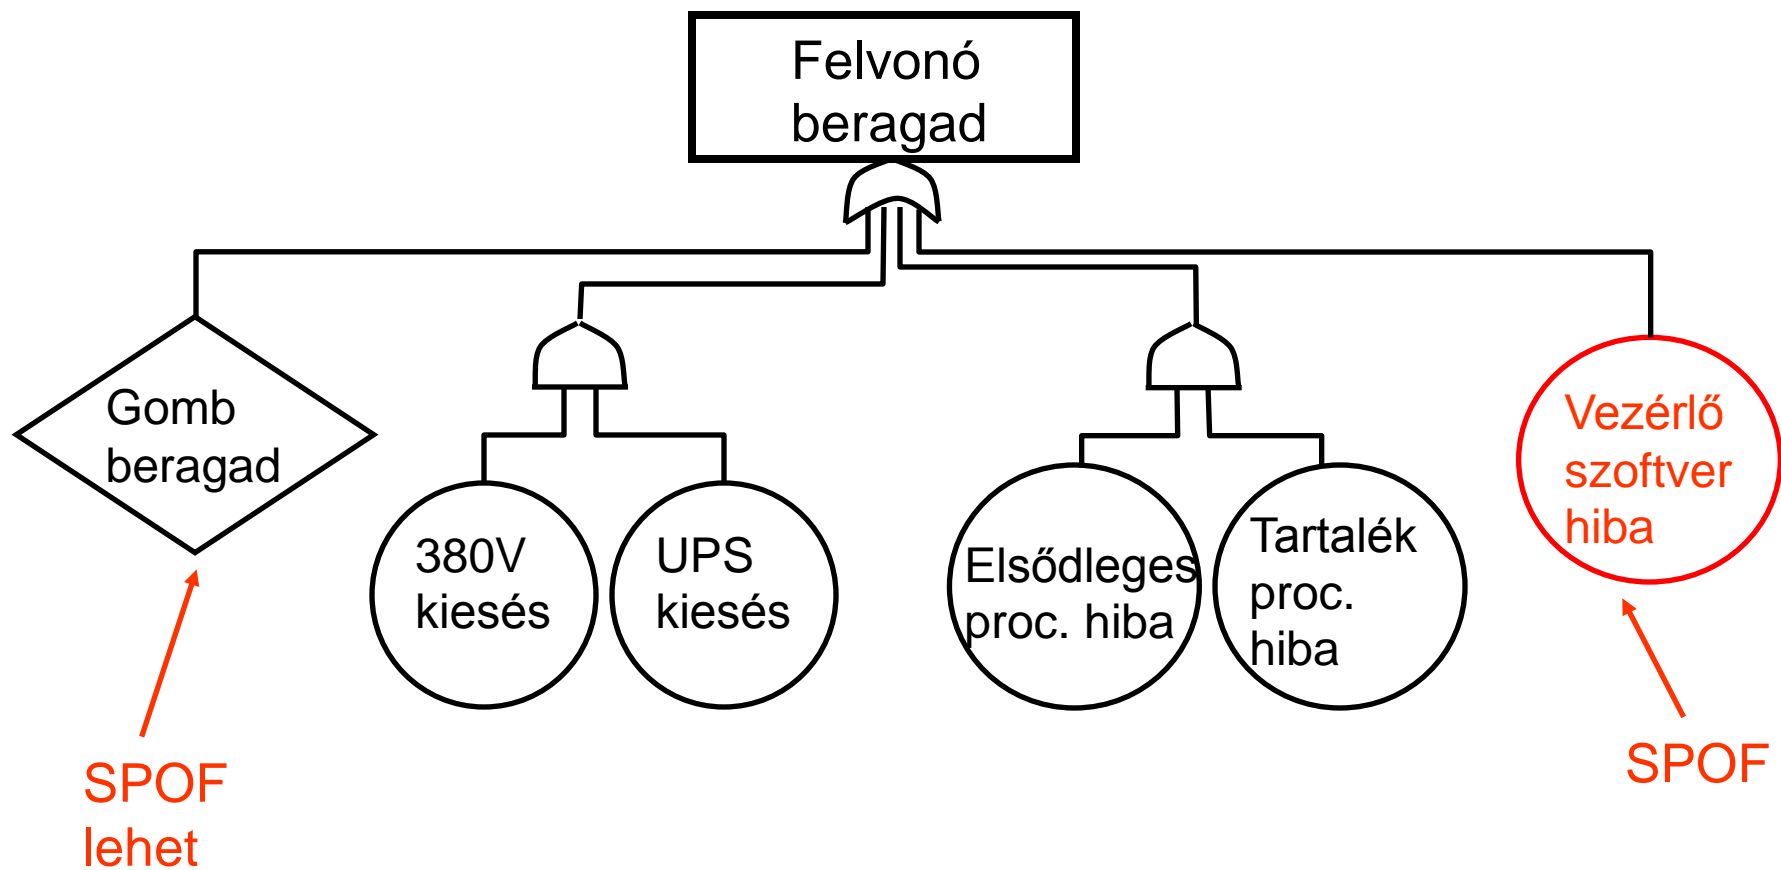 Felvonó
beragad
Gomb
beragad
380V
kiesés
UPS
kiesés
Elsődleges
proc. hiba
Tartalék
proc.
hiba
Vezérlő
szoftver
hiba
SPOF
lehet
SPOF